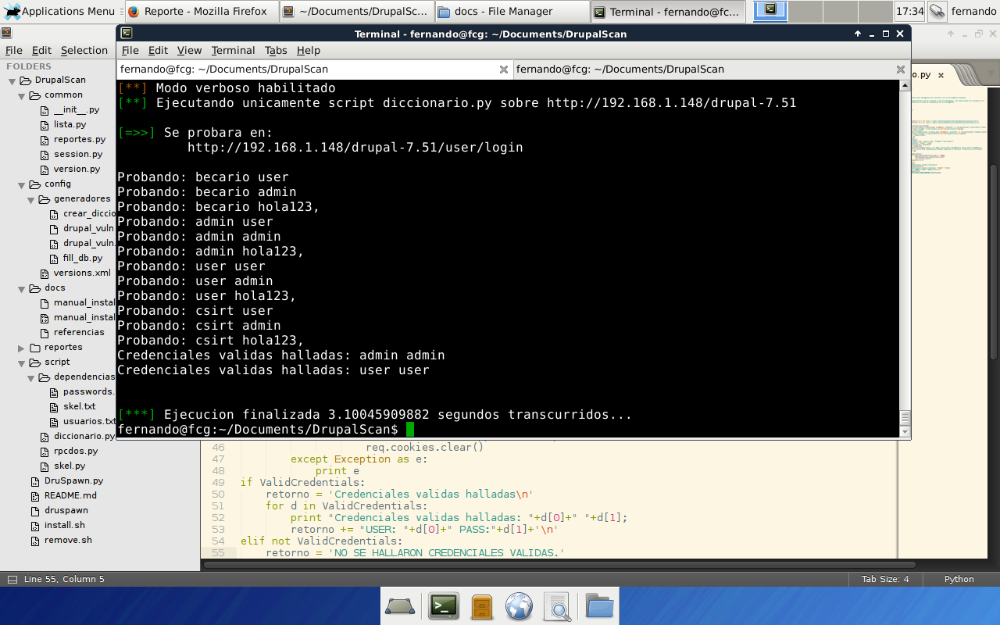 Applications Menu
Reporte - Mozilla Firefox
~/Documents/DrupalSc...
docs - File Manager
Terminal - fernando@fc...
17:34
fernando
Terminal - fernando@fcg: ~/Documents/DrupalScan
File Edit Selection
File Edit View Terminal Tabs Help
fernando@fcg: ~/Documents/DrupalScan
fernando@fcg: ~/Documents/DrupalScan
o.py
FOLDERS
DrupalScan
common
__init__.py
lista.py
reportes.py
session.py
version.py
config
generadores
crear_diccio
drupal_vuln
drupal_vuln.
fill_db.py
versions.xml
docs
manual_instal
manual_instal
referencias
reportes
script
dependencias
passwords.
skel.txt
usuarios.txt
diccionario.py
rpcdos.py
skel.py
DruSpawn.py
README.md
druspawn
install.sh
remove.sh
[**] Modo verboso habilitado
[**] Ejecutando unicamente script diccionario.py sobre http://192.168.1.148/drupal-7.51
[=>>] Se probara en:
http://192.168.1.148/drupal-7.51/user/login
Probando: becario user
Probando: becario admin
Probando: becario hola123,
Probando: admin user
Probando: admin admin
Probando: admin hola123,
Probando: user user
Probando: user admin
Probando: user hola123,
Probando: csirt user
Probando: csirt admin
Probando: csirt hola123,
Credenciales validas halladas: admin admin
Credenciales validas halladas: user user
[***] Ejecucion finalizada 3.10045909882 segundos transcurridos...
fernando@fcg:~/Documents/DrupalScan$
46 req.cookies.clear()
47 except Exception as e:
48 print e
49 if ValidCredentials:
50 retorno = 'Credenciales validas halladas\n'
51 for d in ValidCredentials:
52 print "Credenciales validas halladas: "+d[0]+" "+d[1];
53 retorno += "USER: "+d[0]+" PASS:"+d[1]+'\n'
54 elif not ValidCredentials:
55 retorno = 'NO SE HALLARON CREDENCIALES VALIDAS.'
Line 55, Column 5
Tab Size: 4
Python